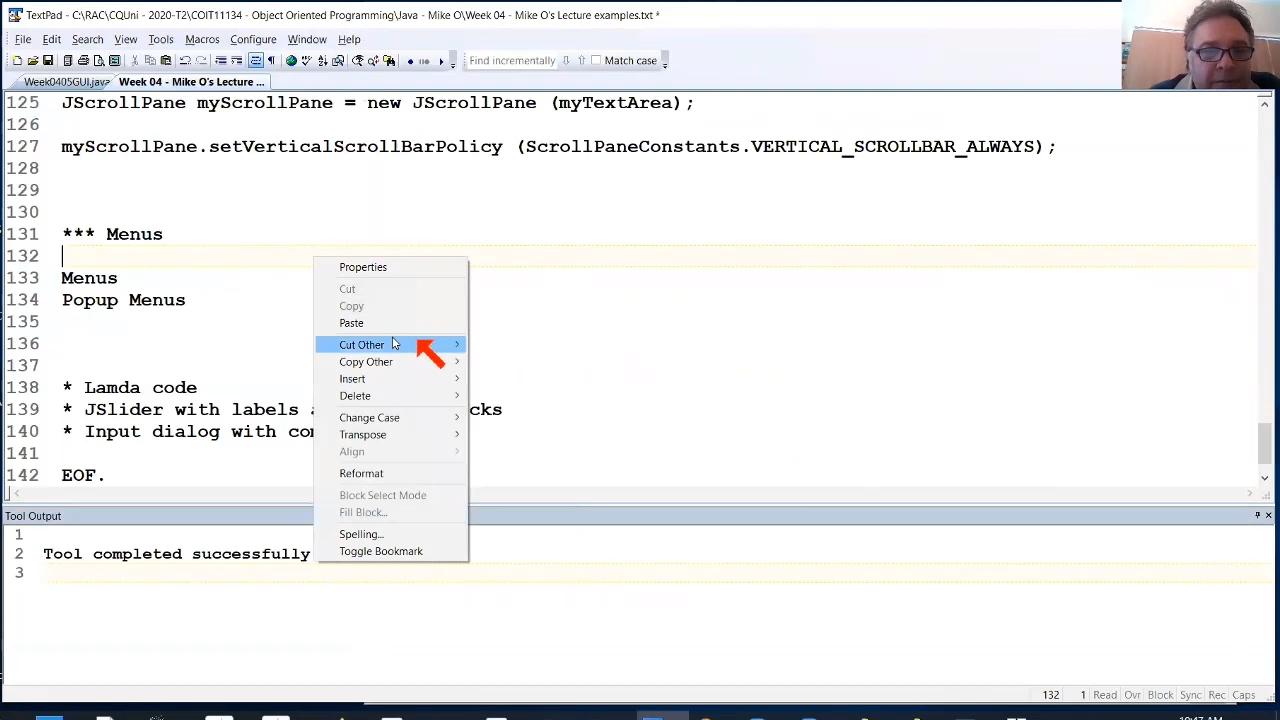 TextPad - C:\RAC\CQUni - 2020-T2\COIT11134 - Object Oriented Programming\Java - Mike O\Week 04 - Mike O's Lecture examples.txt *
File Edit Search View Tools Macros Configure Window Help
Find incrementally Match case
Week0405GUI.java Week 04 - Mike O's Lecture ...
125 JScrollPane myScrollPane = new JScrollPane (myTextArea);
126
127 myScrollPane.setVerticalScrollBarPolicy (ScrollPaneConstants.VERTICAL_SCROLLBAR_ALWAYS);
128
129
130
131 *** Menus
132
133 Menus
134 Popup Menus
135
136
137
138 * Lamda code
139 * JSlider with labels a cks
140 * Input dialog with co
141
142 EOF.
Properties
Cut
Copy
Paste
Cut Other
Copy Other
Insert
Delete
Change Case
Transpose
Align
Reformat
Block Select Mode
Fill Block...
Spelling...
Toggle Bookmark
Tool Output
1
2 Tool completed successfully
3
132 1 Read Ovr Block Sync Rec Caps